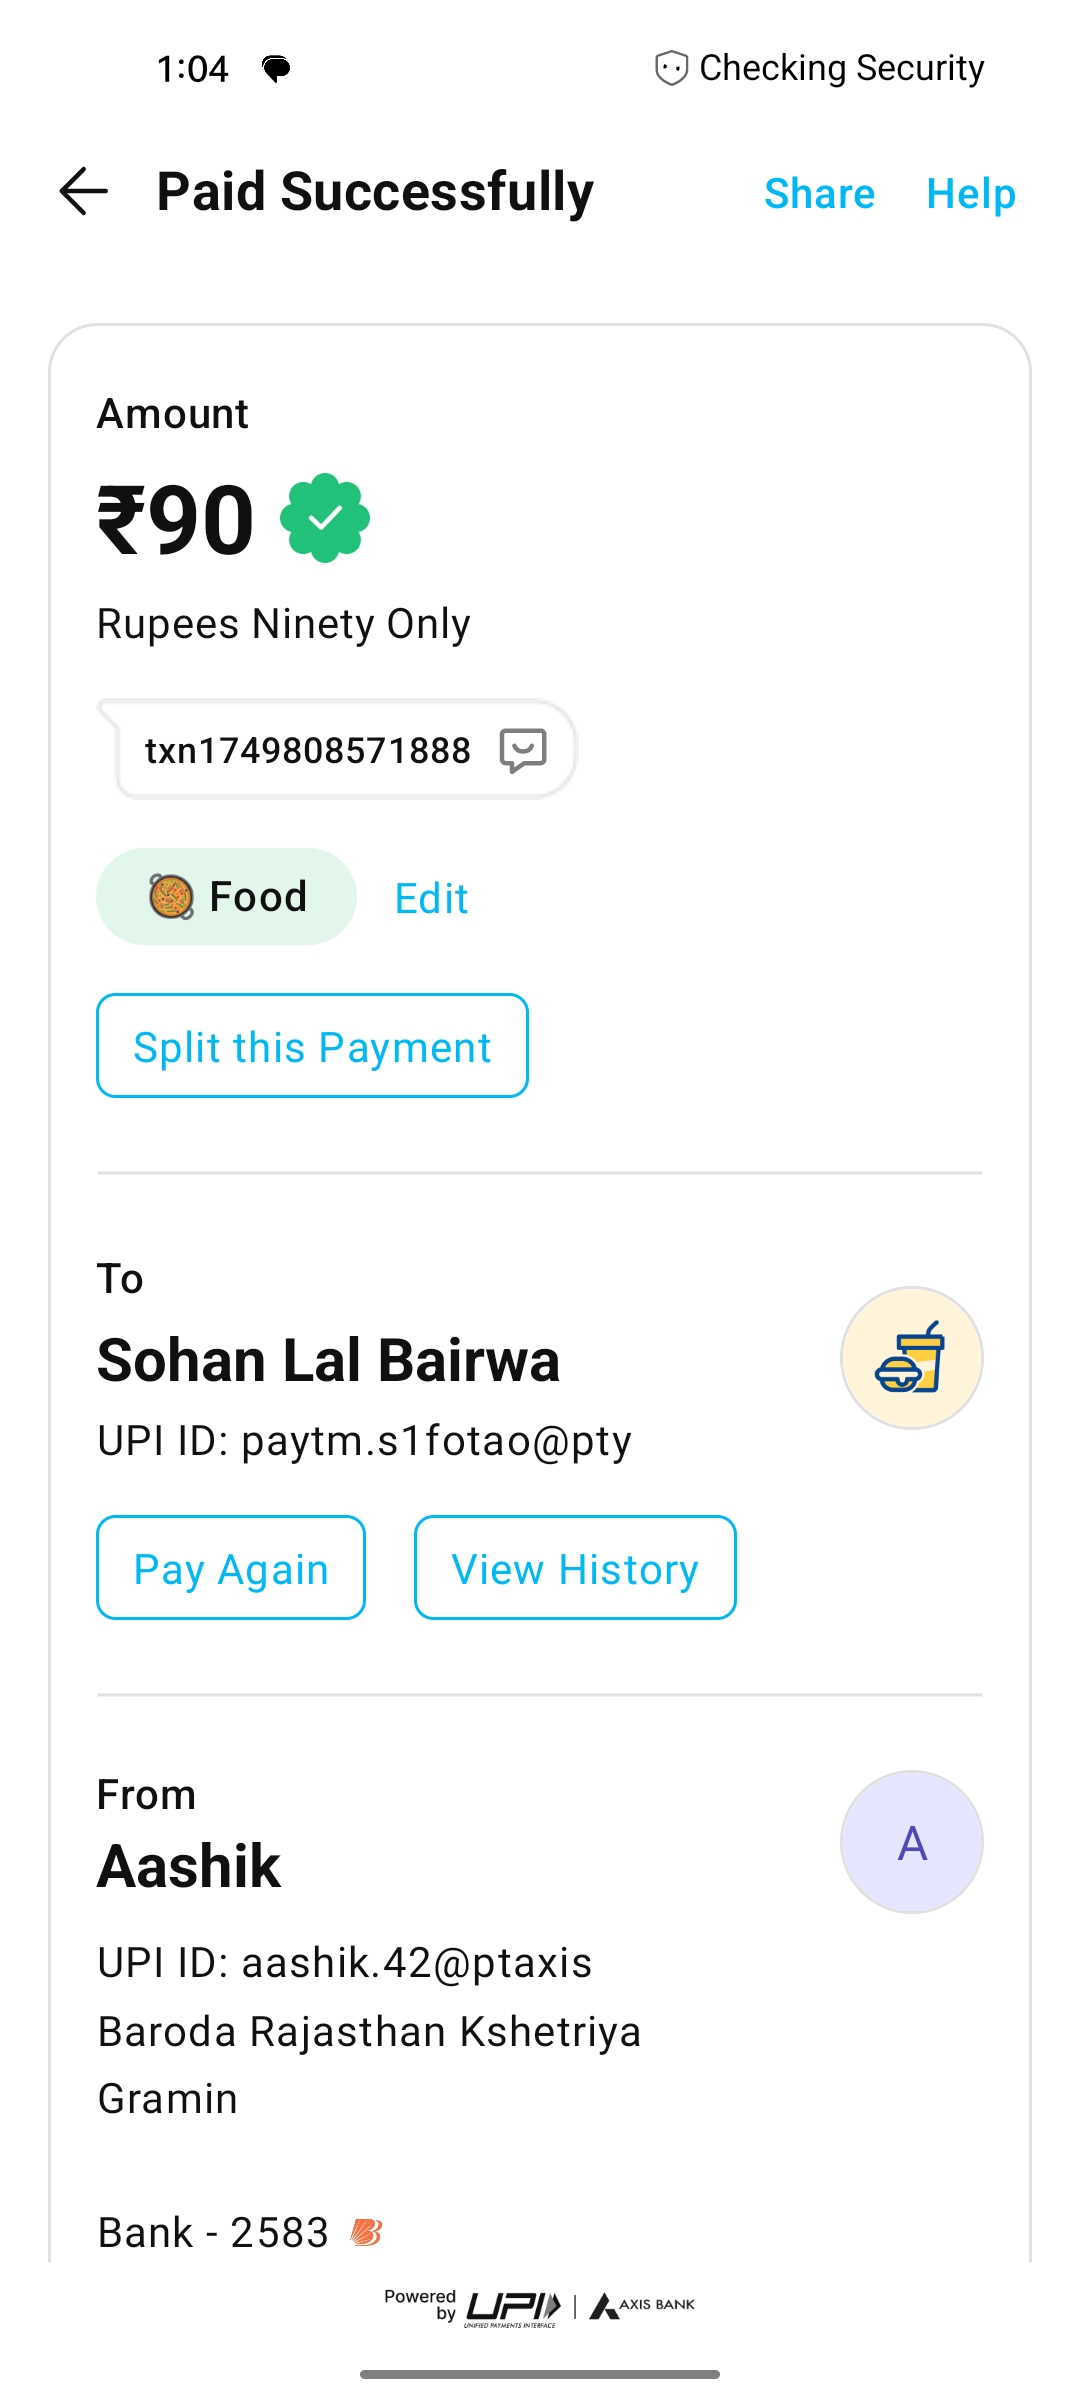 1:04
Checking Security
Paid Successfully
Share
Help
Amount
₹90
Rupees Ninety Only
txn1749808571888
Food
Edit
Split this Payment
To
Sohan Lal Bairwa
UPI ID: paytm.s1fotao@pty
Pay Again
View History
From
Aashik
A
UPI ID: aashik.42@ptaxis
Baroda Rajasthan Kshetriya
Gramin
Bank - 2583
Powered
by
UPI
UNIFIED PAYMENTS INTERFACE
AXIS BANK